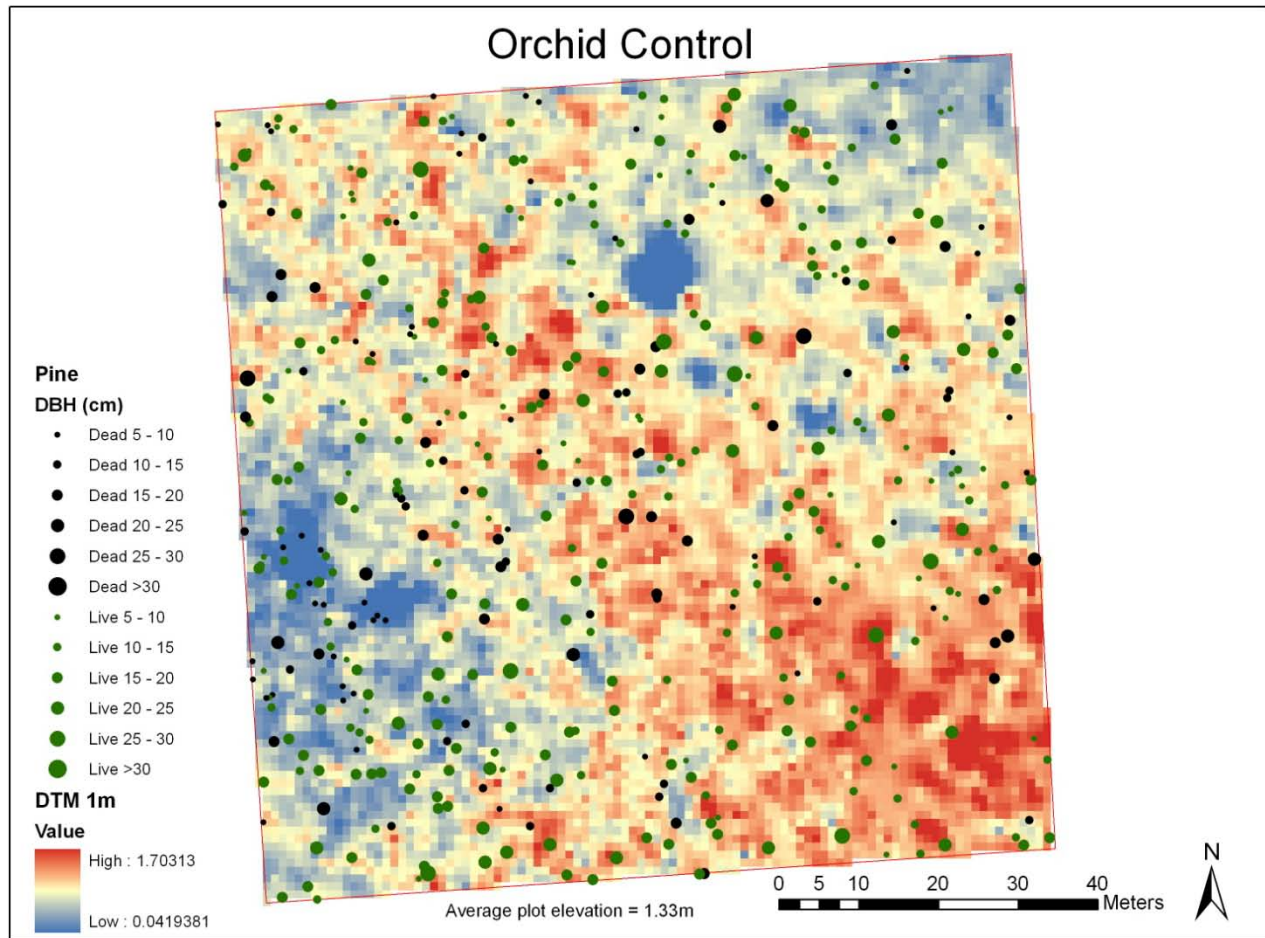 Orchid Control
Pine
DBH (cm)
Dead 5 - 10
Dead 10 - 15
Dead 15 - 20
Dead 20 - 25
Dead 25 - 30
Dead >30
Live 5 - 10
Live 10 - 15
Live 15 - 20
Live 20 - 25
Live 25 - 30
Live >30
DTM 1m
Value
High : 1.70313
Low : 0.0419381
Average plot elevation = 1.33m
0 5 10 20 30 40
Meters
N